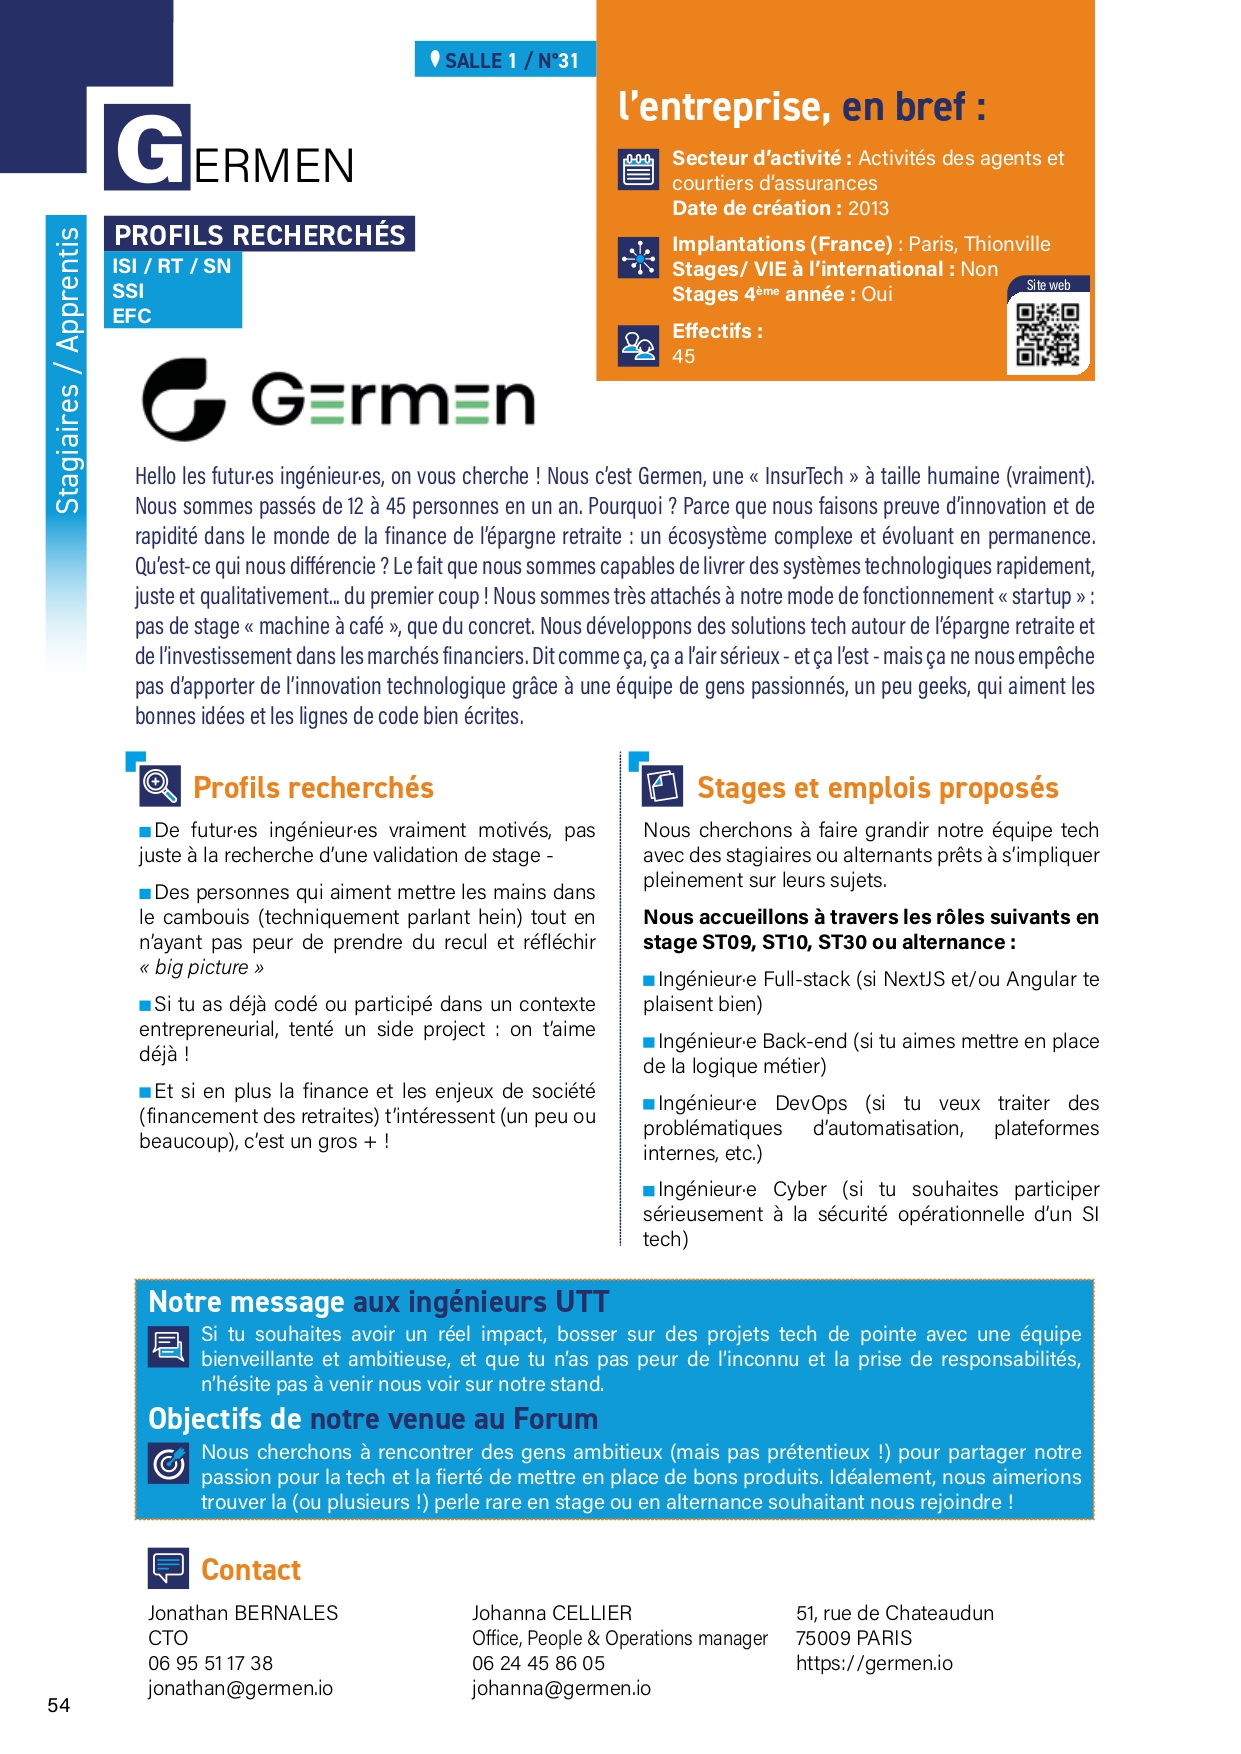 SALLE 1 / N°31
GERMEN
PROFILS RECHERCHÉS
ISI / RT / SN
SSI
EFC
Stagiaires / Apprentis
l’entreprise, en bref :
Secteur d’activité : Activités des agents et
courtiers d’assurances
Date de création : 2013
Implantations (France) : Paris, Thionville
Stages/ VIE à l’international : Non
Stages 4ème année : Oui
Effectifs :
45
Site web
Germen
Hello les futur·es ingénieur·es, on vous cherche ! Nous c’est Germen, une « InsurTech » à taille humaine (vraiment).
Nous sommes passés de 12 à 45 personnes en un an. Pourquoi ? Parce que nous faisons preuve d’innovation et de
rapidité dans le monde de la finance de l’épargne retraite : un écosystème complexe et évoluant en permanence.
Qu’est-ce qui nous différencie ? Le fait que nous sommes capables de livrer des systèmes technologiques rapidement,
juste et qualitativement... du premier coup ! Nous sommes très attachés à notre mode de fonctionnement « startup » :
pas de stage « machine à café », que du concret. Nous développons des solutions tech autour de l’épargne retraite et
de l’investissement dans les marchés financiers. Dit comme ça, ça a l’air sérieux - et ça l’est - mais ça ne nous empêche
pas d’apporter de l’innovation technologique grâce à une équipe de gens passionnés, un peu geeks, qui aiment les
bonnes idées et les lignes de code bien écrites.
Profils recherchés
De futur·es ingénieur·es vraiment motivés, pas
juste à la recherche d’une validation de stage -
Des personnes qui aiment mettre les mains dans
le cambouis (techniquement parlant hein) tout en
n’ayant pas peur de prendre du recul et réfléchir
« big picture »
Si tu as déjà codé ou participé dans un contexte
entrepreneurial, tenté un side project : on t’aime
déjà !
Et si en plus la finance et les enjeux de société
(financement des retraites) t’intéressent (un peu ou
beaucoup), c’est un gros + !
Stages et emplois proposés
Nous cherchons à faire grandir notre équipe tech
avec des stagiaires ou alternants prêts à s’impliquer
pleinement sur leurs sujets.
Nous accueillons à travers les rôles suivants en
stage ST09, ST10, ST30 ou alternance :
Ingénieur·e Full-stack (si NextJS et/ou Angular te
plaisent bien)
Ingénieur·e Back-end (si tu aimes mettre en place
de la logique métier)
Ingénieur·e DevOps (si tu veux traiter des
problématiques d’automatisation, plateformes
internes, etc.)
Ingénieur·e Cyber (si tu souhaites participer
sérieusement à la sécurité opérationnelle d’un SI
tech)
Notre message aux ingénieurs UTT
Si tu souhaites avoir un réel impact, bosser sur des projets tech de pointe avec une équipe
bienveillante et ambitieuse, et que tu n’as pas peur de l’inconnu et la prise de responsabilités,
n’hésite pas à venir nous voir sur notre stand.
Objectifs de notre venue au Forum
Nous cherchons à rencontrer des gens ambitieux (mais pas prétentieux !) pour partager notre
passion pour la tech et la fierté de mettre en place de bons produits. Idéalement, nous aimerions
trouver la (ou plusieurs !) perle rare en stage ou en alternance souhaitant nous rejoindre !
Contact
Jonathan BERNALES
CTO
06 95 51 17 38
jonathan@germen.io
Johanna CELLIER
Office, People & Operations manager
06 24 45 86 05
johanna@germen.io
51, rue de Chateaudun
75009 PARIS
https://germen.io
54